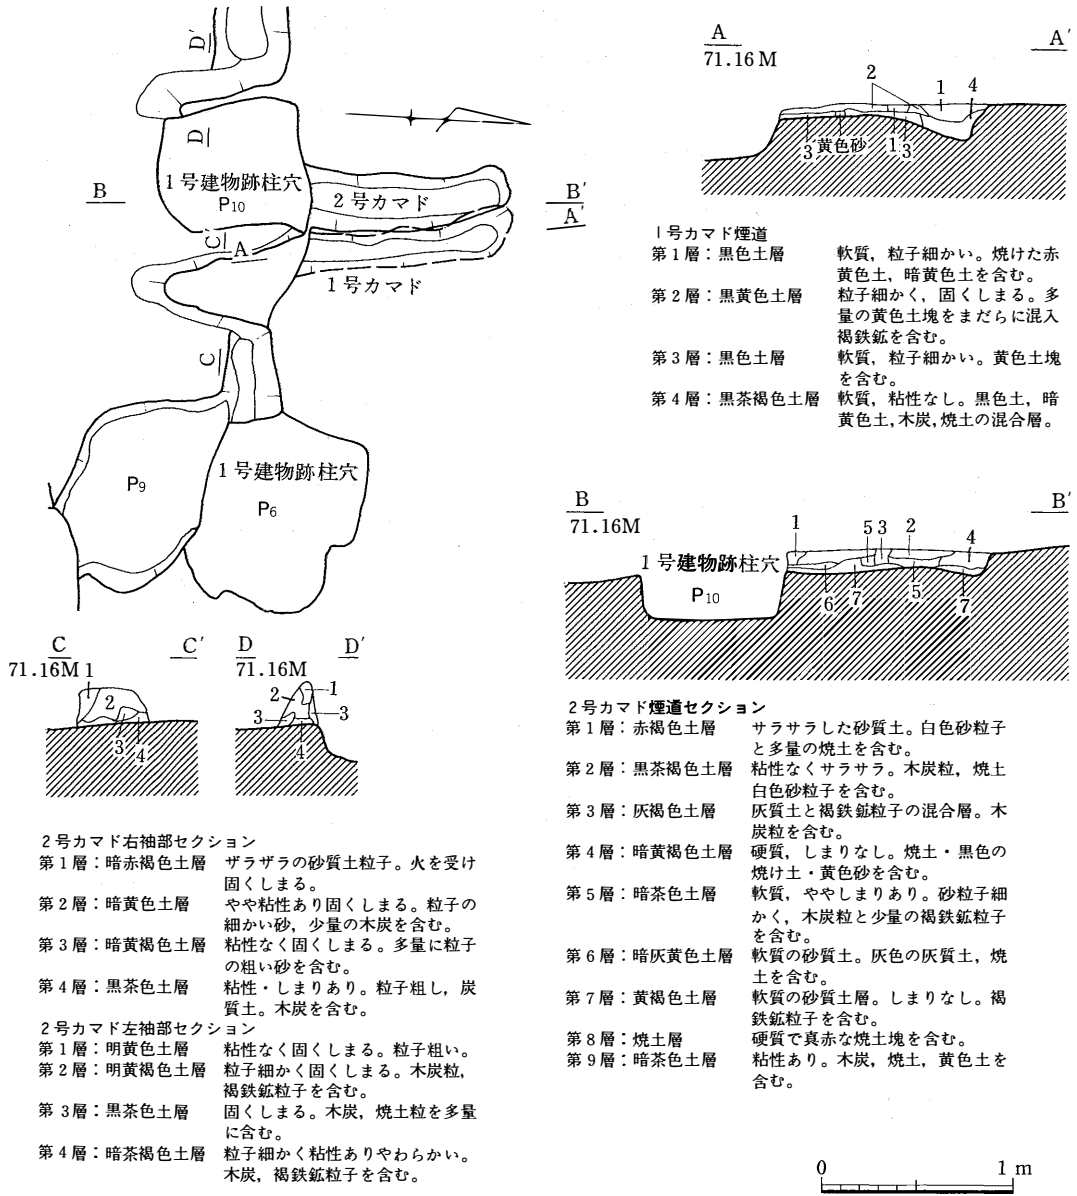 D′
D
1号建物跡柱穴
P10
B
B′
A′
2号カマド
C′
A
1号カマド
C
P9
1号建物跡柱穴
P6
A
A′
71.16M
2
1
4
3
黄色砂
1
3
1号カマド煙道
第1層：黒色土層　軟質，粒子細かい。焼けた赤
黄色土，暗黄色土を含む。
第2層：黒黄色土層　粒子細かく，固くしまる。多
量の黄色土塊をまだらに混入
褐鉄鉱を含む。
第3層：黒色土層　軟質，粒子細かい。黄色土塊
を含む。
第4層：黒茶褐色土層　軟質，粘性なし。黒色土，暗
黄色土，木炭，焼土の混合層。
B
B′
71.16M
1
5
3
2
4
1号建物跡柱穴
P10
6
7
5
7
C
C′
71.16M
1
2
3
4
D
D′
71.16M
2
1
3
3
4
2号カマド右袖部セクション
第1層：暗赤褐色土層　ザラザラの砂質土粒子。火を受け
固くしまる。
第2層：暗黄色土層　やや粘性あり固くしまる。粒子の
細かい砂，少量の木炭を含む。
第3層：暗黄褐色土層　粘性なく固くしまる。多量に粒子
の粗い砂を含む。
第4層：黒茶色土層　粘性・しまりあり。粒子粗し，炭
質土。木炭を含む。
2号カマド左袖部セクション
第1層：明黄色土層　粘性なく固くしまる。粒子粗い。
第2層：明黄褐色土層　粒子細かく固くしまる。木炭粒，
褐鉄鉱粒子を含む。
第3層：黒茶色土層　固くしまる。木炭，焼土粒を多量
に含む。
第4層：暗茶褐色土層　粒子細かく粘性ありやわらかい。
木炭，褐鉄鉱粒子を含む。
2号カマド煙道セクション
第1層：赤褐色土層　サラサラした砂質土。白色砂粒子
と多量の焼土を含む。
第2層：黒茶褐色土層　粘性なくサラサラ。木炭粒，焼土
白色砂粒子を含む。
第3層：灰褐色土層　灰質土と褐鉄鉱粒子の混合層。木
炭粒を含む。
第4層：暗黄褐色土層　硬質，しまりなし。焼土・黒色の
焼け土・黄色砂を含む。
第5層：暗茶色土層　軟質，ややしまりあり。砂粒子細
かく，木炭粒と少量の褐鉄鉱粒子
を含む。
第6層：暗灰黄色土層　軟質の砂質土。灰色の灰質土，焼
土を含む。
第7層：黄褐色土層　軟質の砂質土層。しまりなし。褐
鉄鉱粒子を含む。
第8層：焼土層　硬質で真赤な焼土塊を含む。
第9層：暗茶色土層　粘性あり。木炭，焼土，黄色土を
含む。
0
1 m